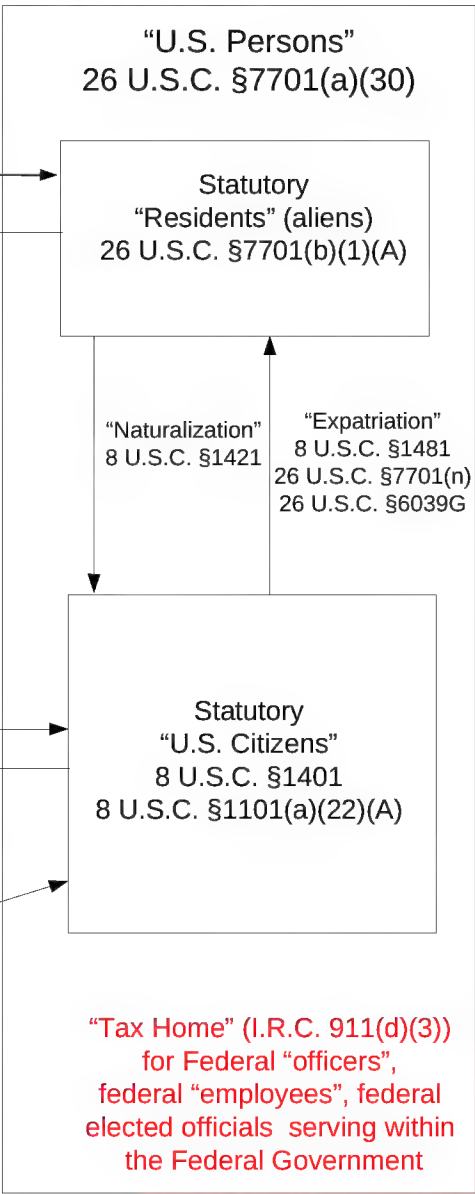 “U.S. Persons”
26 U.S.C. §7701(a)(30)
Statutory
“Residents” (aliens)
26 U.S.C. §7701(b)(1)(A)
“Naturalization”
8 U.S.C. §1421
“Expatriation”
8 U.S.C. §1481
26 U.S.C. §7701(n)
26 U.S.C. §6039G
Statutory
“U.S. Citizens”
8 U.S.C. §1401
8 U.S.C. §1101(a)(22)(A)
“Tax Home” (I.R.C. 911(d)(3))
for Federal “officers”,
federal “employees”, federal
elected officials  serving within
the Federal Government